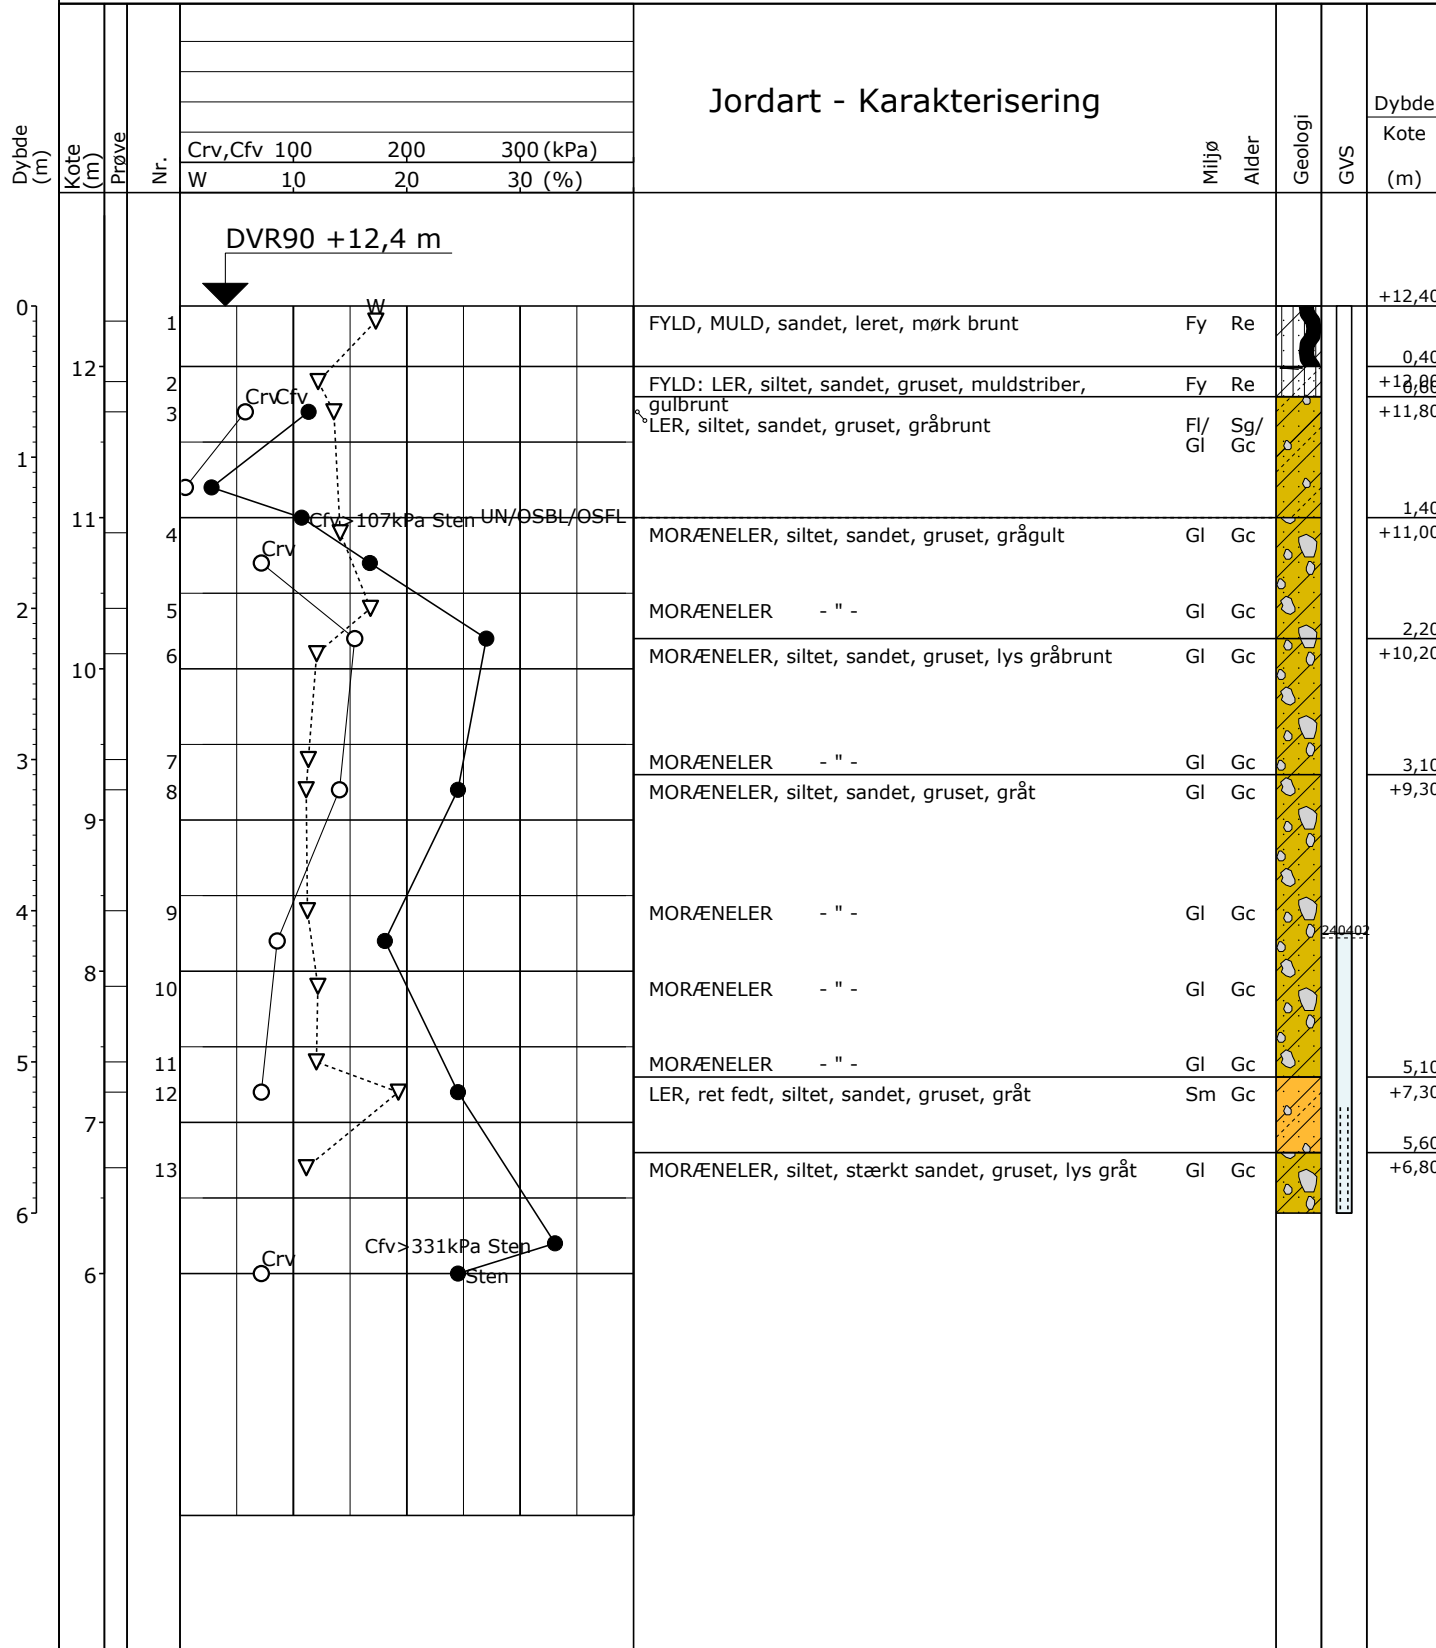 Jordart - Karakterisering
Dybde (m)
Kote (m)
Prøve
Nr.
Crv,Cfv 100 200 300 (kPa)
W 10 20 30 (%)
Miljø
Alder
Geologi
GVS
Dybde
Kote
(m)
DVR90 +12,4 m
0 W +12,40
1 FYLD, MULD, sandet, leret, mørk brunt Fy Re
12 0,40
2 FYLD: LER, siltet, sandet, gruset, muldstriber, Fy Re +12,00 0,60
gulbrunt
Crv Cfv
3 LER, siltet, sandet, gruset, gråbrunt Fl/ Sg/ +11,80
Gl Gc
1
11 Cfv>107kPa Sten UN/OSBL/OSFL 1,40
4 MORÆNELER, siltet, sandet, gruset, grågult Gl Gc +11,00
Crv
2 5 MORÆNELER - " - Gl Gc
2,20
10 6 MORÆNELER, siltet, sandet, gruset, lys gråbrunt Gl Gc +10,20
3 7 MORÆNELER - " - Gl Gc 3,10
8 MORÆNELER, siltet, sandet, gruset, gråt Gl Gc +9,30
9
4 9 MORÆNELER - " - Gl Gc
240402
8
10 MORÆNELER - " - Gl Gc
5 11 MORÆNELER - " - Gl Gc 5,10
12 LER, ret fedt, siltet, sandet, gruset, gråt Sm Gc +7,30
7
5,60
13 MORÆNELER, siltet, stærkt sandet, gruset, lys gråt Gl Gc +6,80
6
Cfv>331kPa Sten
Crv
6 Sten